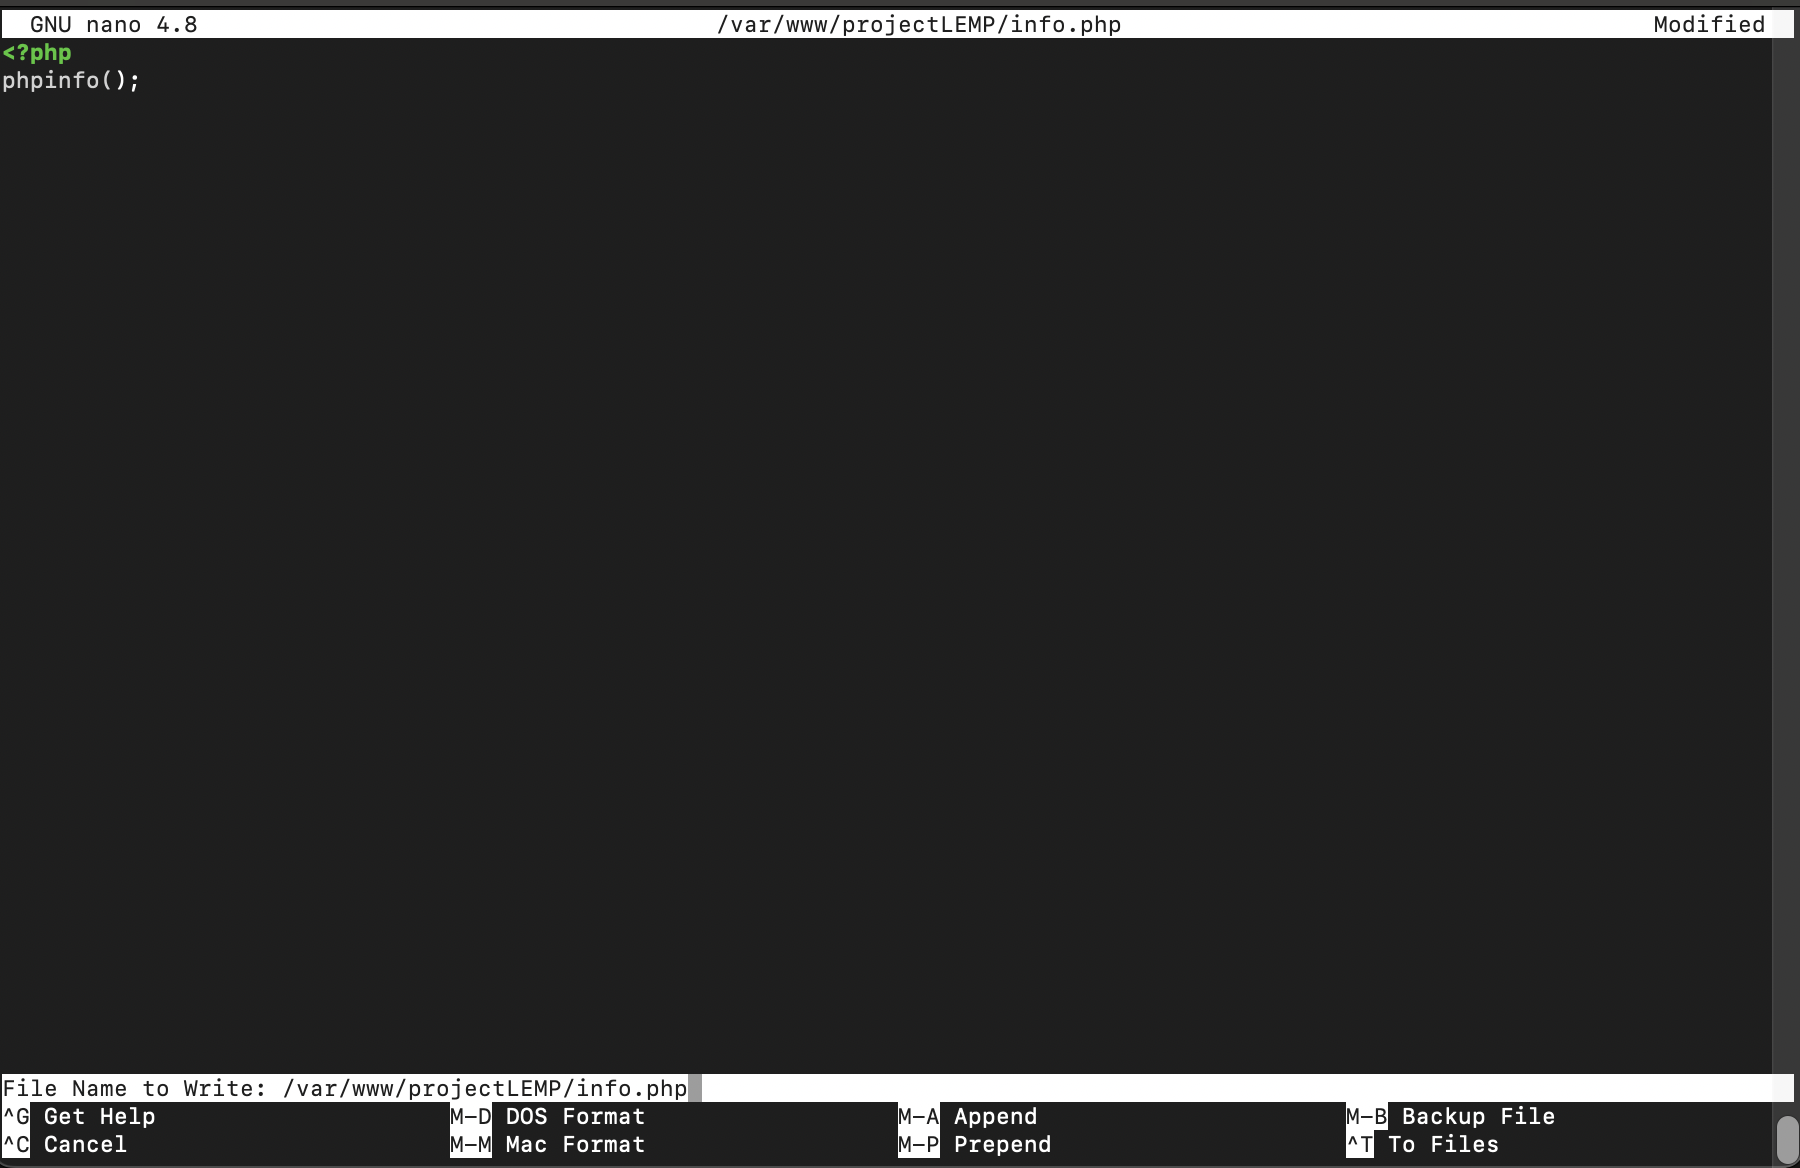 GNU nano 4.8 /var/www/projectLEMP/info.php Modified
<?php
phpinfo();
File Name to Write: /var/www/projectLEMP/info.php
^G Get Help M-D DOS Format M-A Append M-B Backup File
^C Cancel M-M Mac Format M-P Prepend ^T To Files